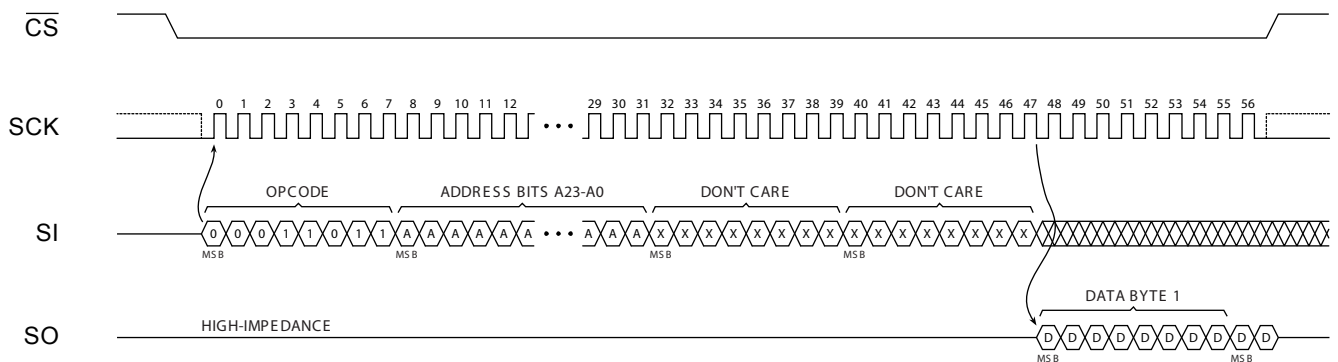 CS
0 1 2 3 4 5 6 7 8 9 10 11 12 29 30 31 32 33 34 35 36 37 38 39 40 41 42 43 44 45 46 47 48 49 50 51 52 53 54 55 56
SCK • • •
OPCODE ADDRESS BITS A23-A0 DON'T CARE DON'T CARE
SI 0 0 0 1 1 0 1 1 A A A A A A • • • A A A X X X X X X X X X X X X X X X X
MSB MSB MSB MSB
DATA BYTE 1
HIGH-IMPEDANCE
SO D D D D D D D D D D
MSB MSB